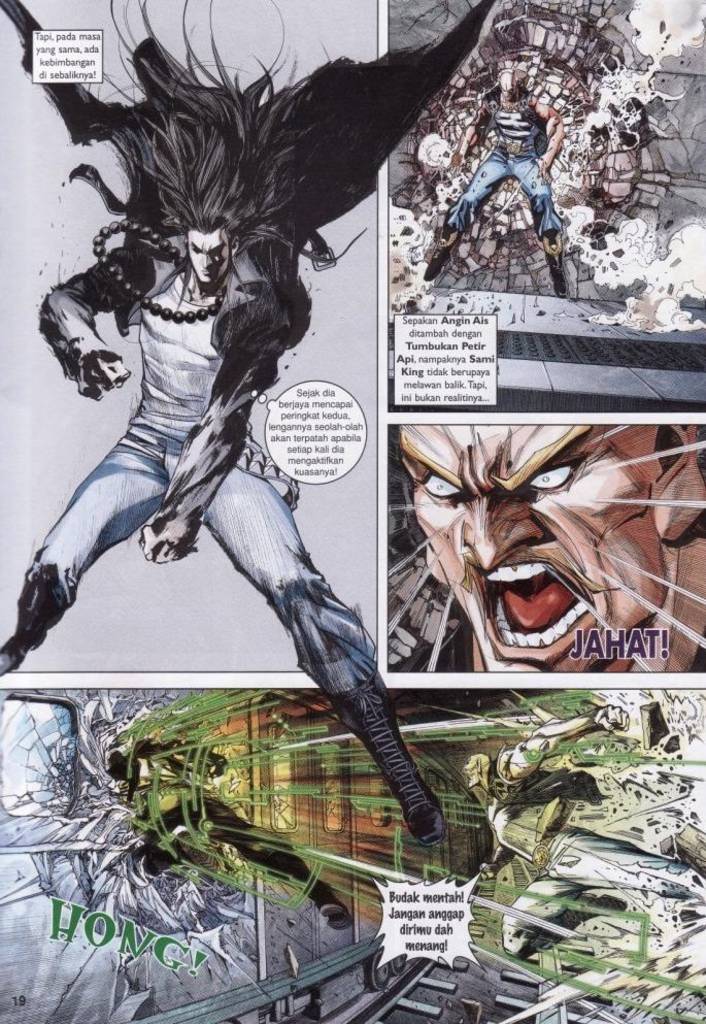 Tapi, pada masa
yang sama, ada
kebimbangan
di sebaliknya!
Sejak dia
berjaya mencapai
peringkat kedua,
lengannya seolah-olah
akan terpatah apabila
setiap kali dia
mengaktifkan
kuasanya!
Sepakan Angin Ais
ditambah dengan
Tumbukan Petir
Api, nampaknya Sami
King tidak berupaya
melawan balik. Tapi,
ini bukan realitinya...
JAHAT!
HONG!
Budak mentah!
Jangan anggap
dirimu dah
menang!
19